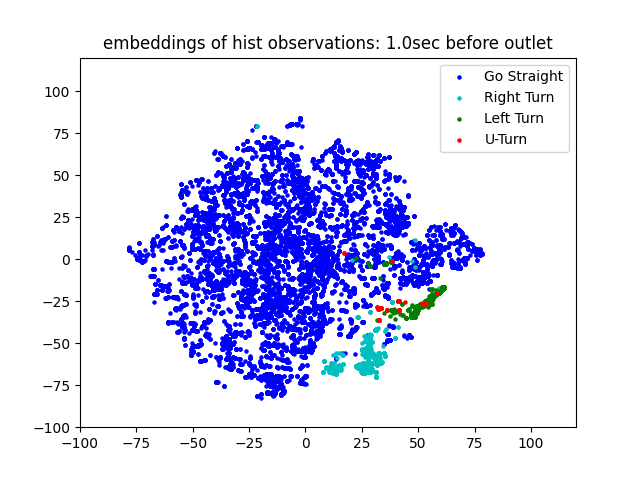 embeddings of hist observations: 1.0sec before outlet
Go Straight
Right Turn
Left Turn
U-Turn
100
75
50
25
0
−25
−50
−75
−100
−100 −75 −50 −25 0 25 50 75 100